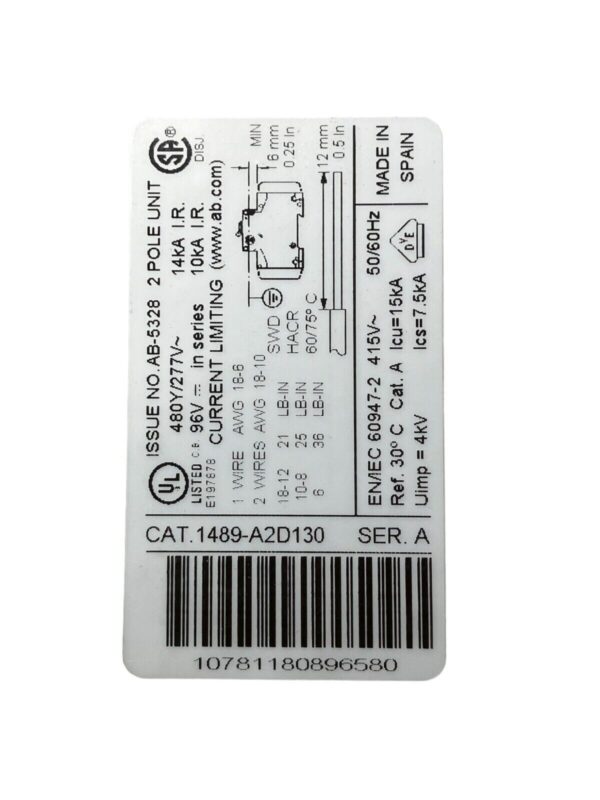 ISSUE NO.AB-5328 2 POLE UNIT
480Y/277V~ 14kA I.R.
96V ⎓ in series 10kA I.R.
CURRENT LIMITING (www.ab.com)
UL
LISTED C.B
E197878
SA ®
DISJ.
1 WIRE AWG 18-6
2 WIRES AWG 18-10
18-12 21 LB-IN
10-8 25 LB-IN
6 36 LB-IN
SWD
HACR
60/75° C
MIN
6 mm
0.25 In
12 mm
0.5 In
EN/IEC 60947-2 415V~ 50/60Hz
Ref. 30° C Cat. A Icu=15kA
Uimp = 4kV Ics=7.5kA
DVE
MADE IN
SPAIN
CAT.1489-A2D130 SER. A
10781180896580